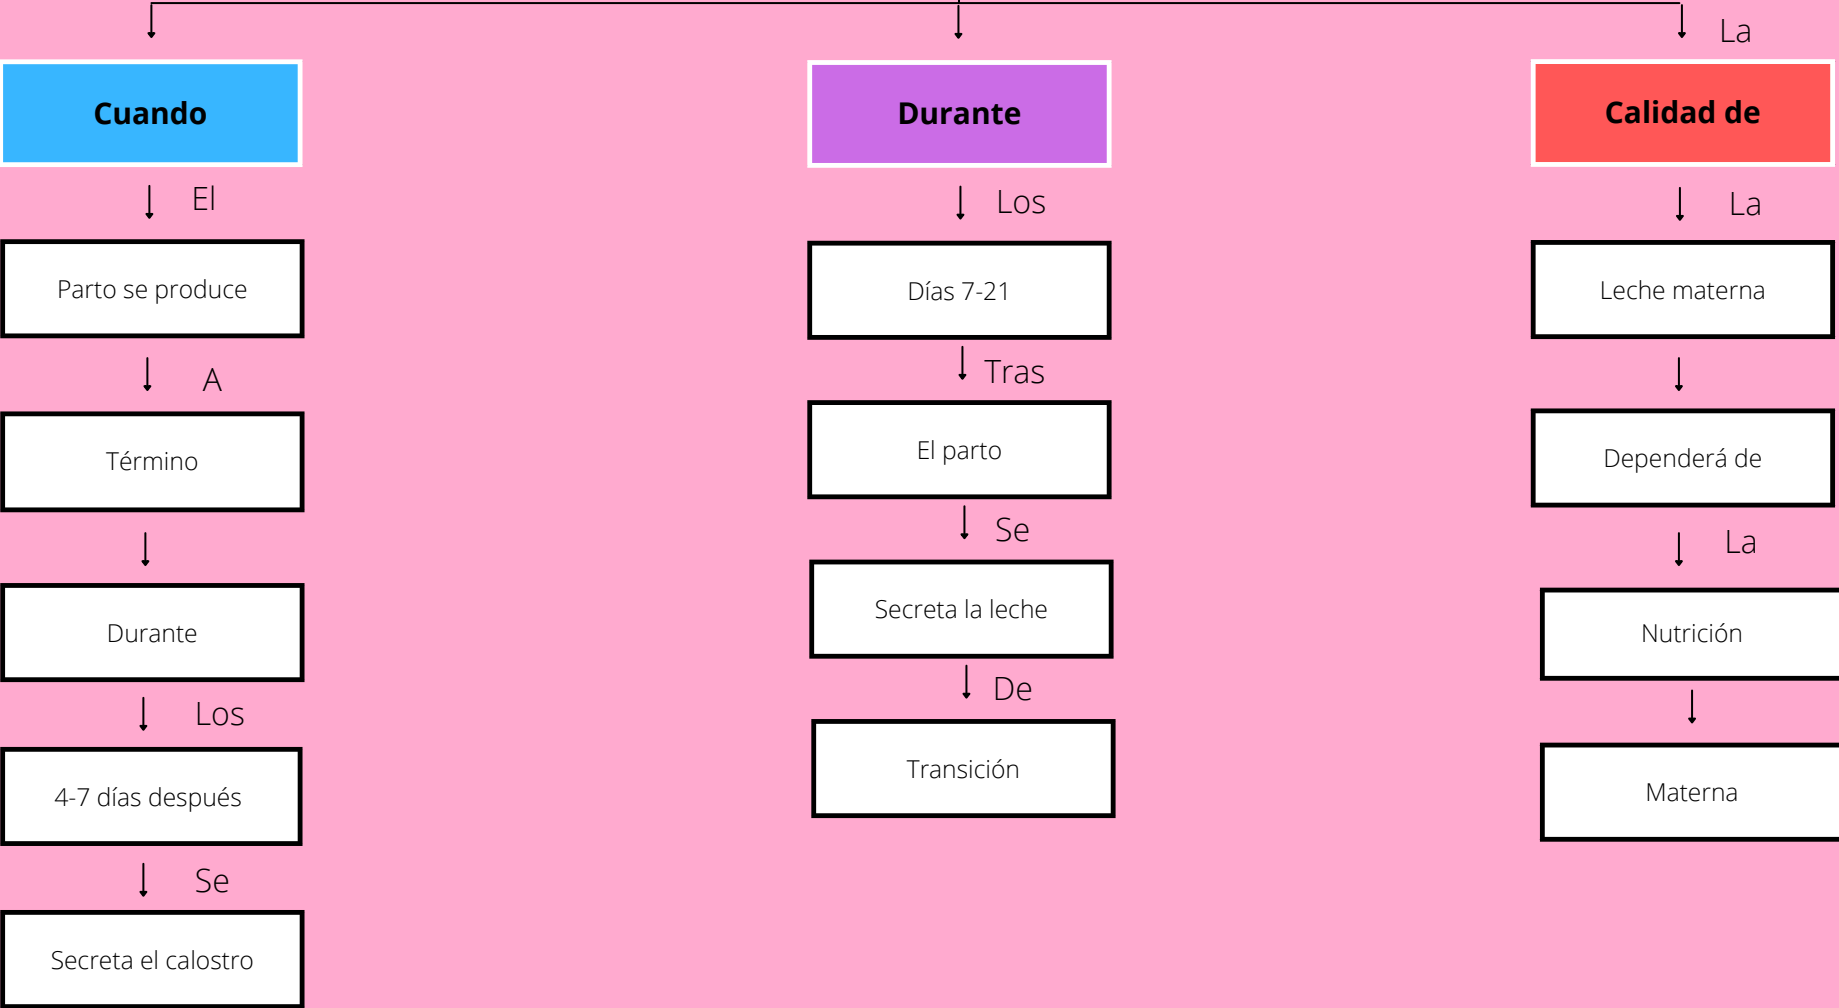 Cuando
El
Parto se produce
A
Término
Durante
Los
4-7 días después
Se
Secreta el calostro
Durante
Los
Días 7-21
Tras
El parto
Se
Secreta la leche
De
Transición
La
Calidad de
La
Leche materna
Dependerá de
La
Nutrición
Materna